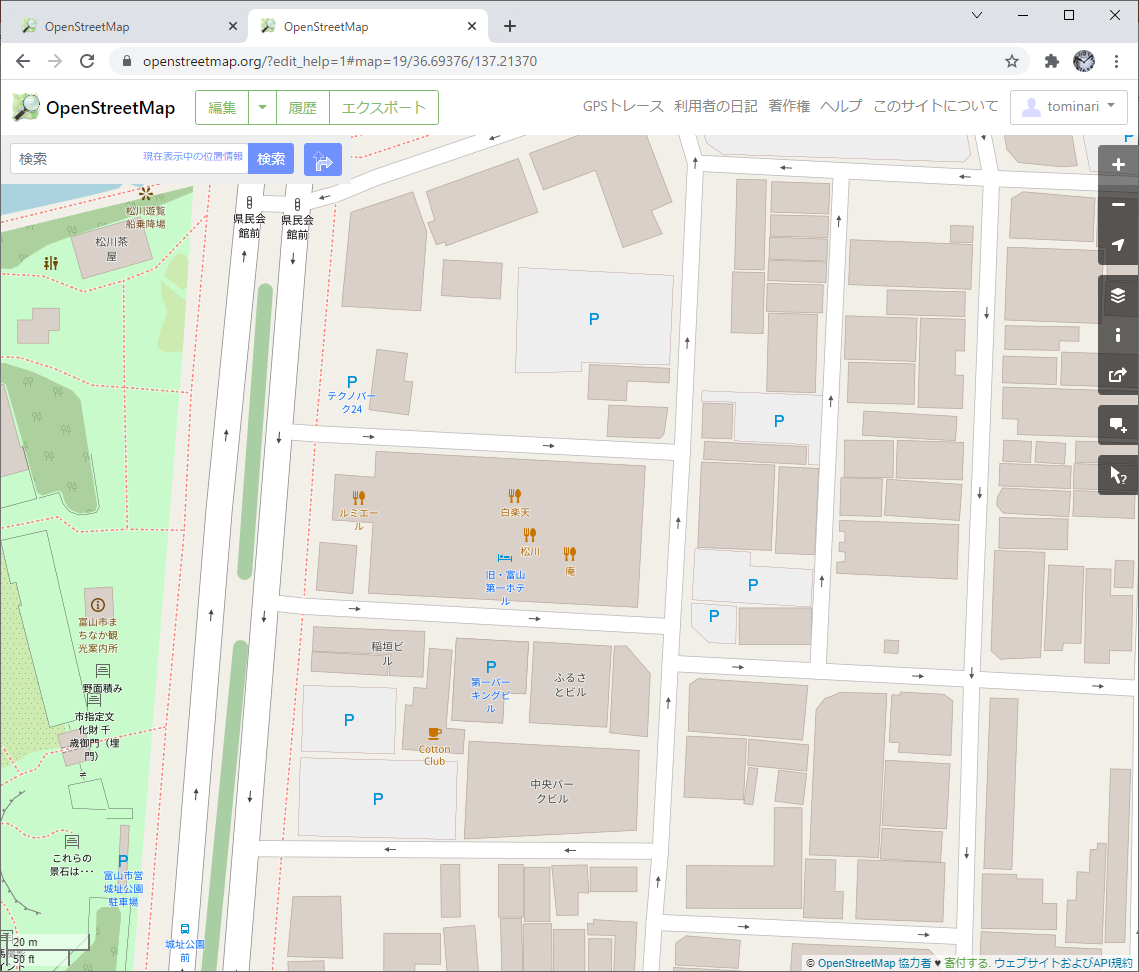 OpenStreetMap
OpenStreetMap
openstreetmap.org/?edit_help=1#map=19/36.69376/137.21370
OpenStreetMap
編集
履歴
エクスポート
GPSトレース 利用者の日記 著作権 ヘルプ このサイトについて
tominari
検索
現在表示中の位置情報
検索
松川遊覧
船乗降場
県民会
館前
県民会
館前
松川茶
屋
P
P
テクノパー
ク24
P
P
ルミエー
ル
白楽天
松川
庵
旧・富山
第一ホテ
ル
P
P
富山市ま
ちなか観
光案内所
稲垣ビ
ル
P
第一パー
キングビ
ル
ふるさ
とビル
野面積み
市指定文
化財 千
歳御門（埋
門）
P
Cotton
Club
中央パー
クビル
P
これらの
景石は…
P
富山市営
城址公園
駐車場
城址公園
前
20 m
50 ft
© OpenStreetMap 協力者 ♥ 寄付する. ウェブサイトおよびAPI規約